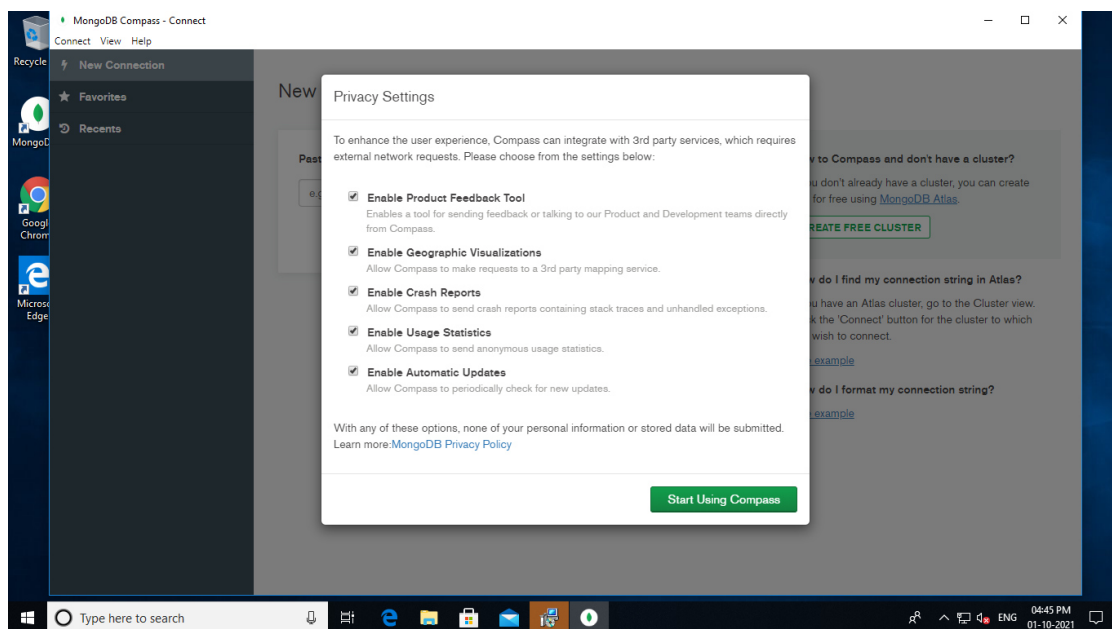 MongoDB Compass - Connect
Connect View Help
Recycle
New Connection
Favorites
Recents
MongoD
Googl
Chrom
Micros
Edge
New
Past
e.g
Privacy Settings
To enhance the user experience, Compass can integrate with 3rd party services, which requires
external network requests. Please choose from the settings below:
Enable Product Feedback Tool
Enables a tool for sending feedback or talking to our Product and Development teams directly
from Compass.
Enable Geographic Visualizations
Allow Compass to make requests to a 3rd party mapping service.
Enable Crash Reports
Allow Compass to send crash reports containing stack traces and unhandled exceptions.
Enable Usage Statistics
Allow Compass to send anonymous usage statistics.
Enable Automatic Updates
Allow Compass to periodically check for new updates.
With any of these options, none of your personal information or stored data will be submitted.
Learn more:MongoDB Privacy Policy
Start Using Compass
to Compass and don't have a cluster?
don't already have a cluster, you can create
for free using MongoDB Atlas.
REATE FREE CLUSTER
do I find my connection string in Atlas?
have an Atlas cluster, go to the Cluster view.
the 'Connect' button for the cluster to which
wish to connect.
example
do I format my connection string?
example
Type here to search
ENG
04:45 PM
01-10-2021